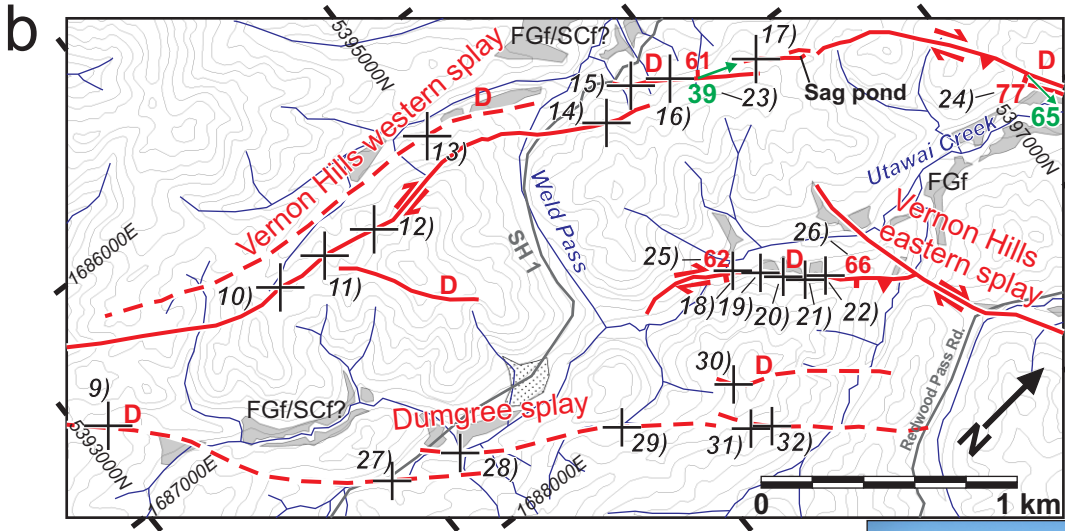 b
5395000N
FGf/SCf?
Vernon Hills western splay
D
D
61
39
15)
16)
17)
23)
Sag pond
D
24)
77
65
5397000N
14)
13)
12)
Utawai Creek
FGf
Weld Pass
SH 1
1686000E
10)
11)
D
25)
62
D
26)
66
Vernon Hills
eastern splay
18)
19)
20)
21)
22)
30)
D
9)
D
FGf/SCf?
Dumgree splay
29)
31)
32)
Redwood Pass Rd.
5393000N
1687000E
27)
28)
1688000E
N
0
1 km